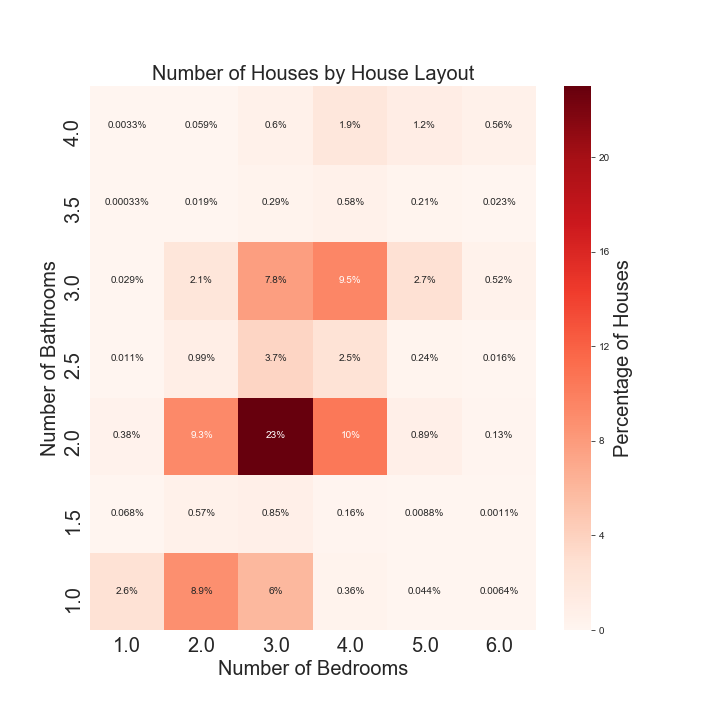 Number of Houses by House Layout
4.0 0.0033% 0.059% 0.6% 1.9% 1.2% 0.56%
3.5 0.00033% 0.019% 0.29% 0.58% 0.21% 0.023%
3.0 0.029% 2.1% 7.8% 9.5% 2.7% 0.52%
2.5 0.011% 0.99% 3.7% 2.5% 0.24% 0.016%
2.0 0.38% 9.3% 23% 10% 0.89% 0.13%
1.5 0.068% 0.57% 0.85% 0.16% 0.0088% 0.0011%
1.0 2.6% 8.9% 6% 0.36% 0.044% 0.0064%
1.0 2.0 3.0 4.0 5.0 6.0
Number of Bedrooms
Number of Bathrooms
20
16
12
8
4
0
Percentage of Houses